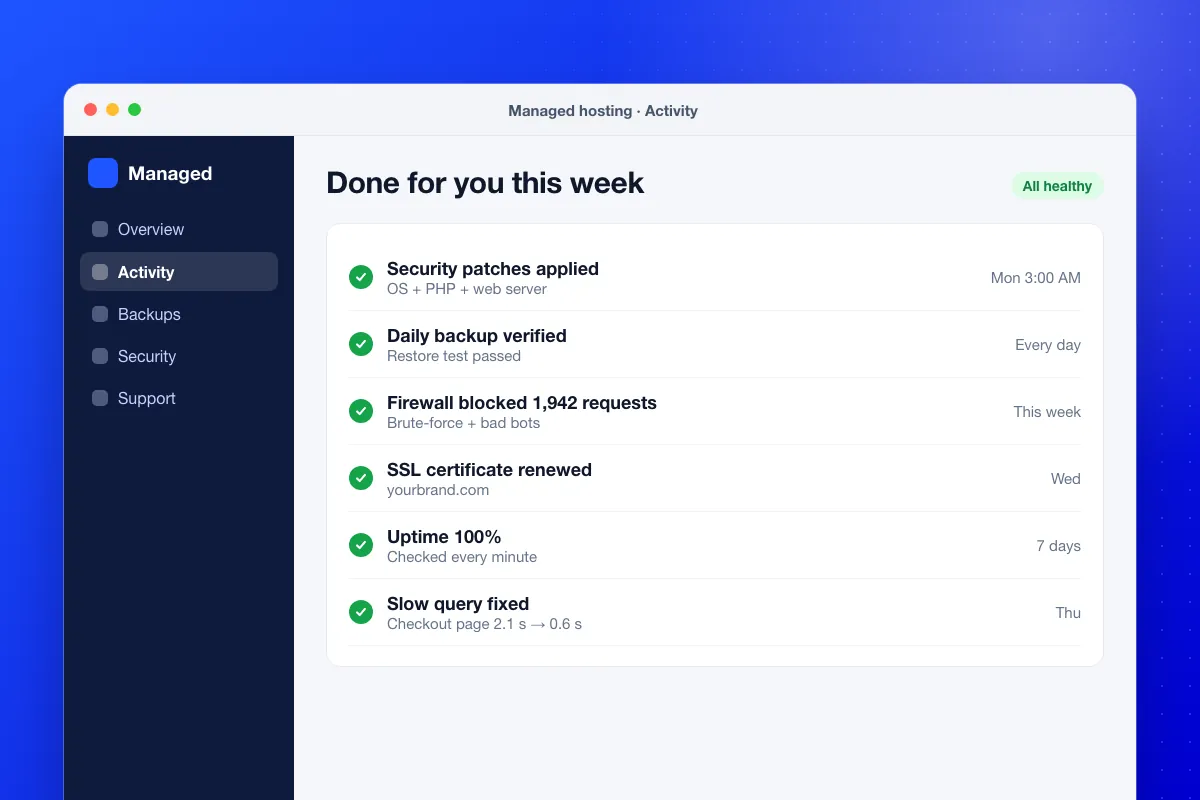 Managed hosting · Activity
Managed
Overview
Activity
Backups
Security
Support
Done for you this week
All healthy
Security patches applied
OS + PHP + web server
Mon 3:00 AM
Daily backup verified
Restore test passed
Every day
Firewall blocked 1,942 requests
Brute-force + bad bots
This week
SSL certificate renewed
yourbrand.com
Wed
Uptime 100%
Checked every minute
7 days
Slow query fixed
Checkout page 2.1 s → 0.6 s
Thu